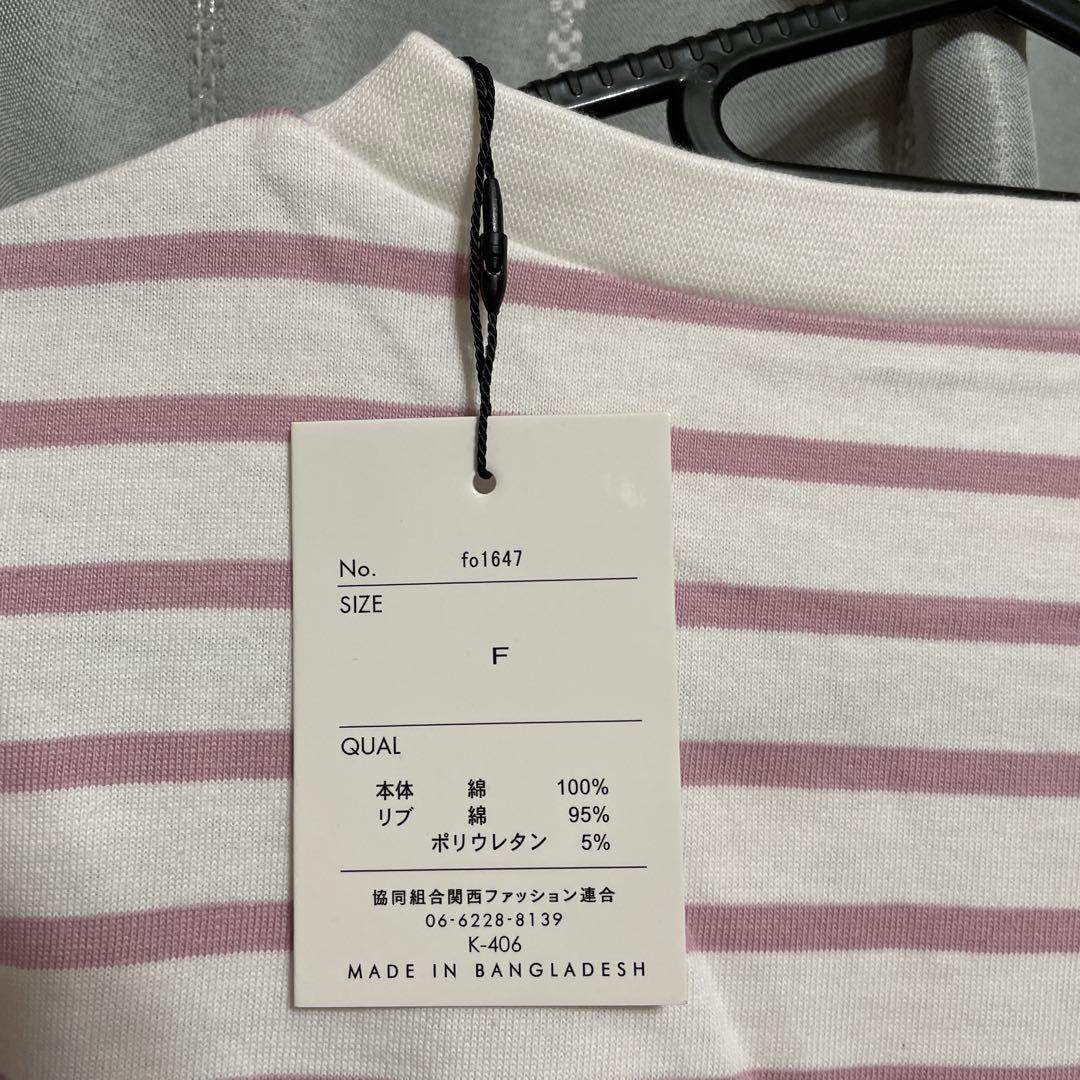 No. fo1647
SIZE
F
QUAL
本体 綿 100%
リブ 綿 95%
ポリウレタン 5%
協同組合関西ファッション連合
06-6228-8139
K-406
MADE IN BANGLADESH